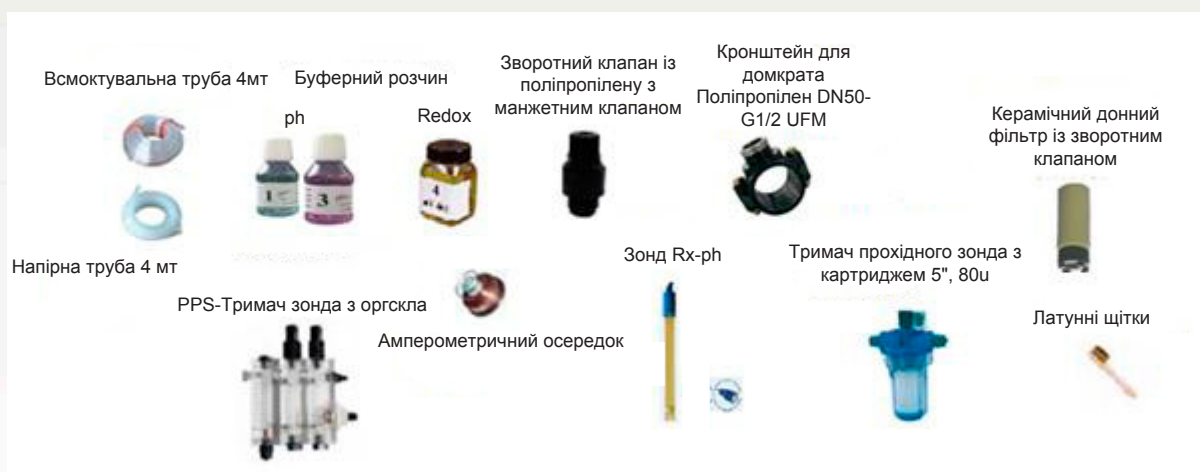 Всмоктувальна труба 4мт
Буферний розчин
ph
Redox
Зворотний клапан із
поліпропілену з
манжетним клапаном
Кронштейн для
домкрата
Поліпропілен DN50-
G1/2 UFM
Керамічний донний
фільтр із зворотним
клапаном
1
3
4
Напірна труба 4 мт
PPS-Тримач зонда з оргскла
Амперометричний осередок
Зонд Rx-ph
Тримач прохідного зонда з
картриджем 5", 80u
Латунні щітки